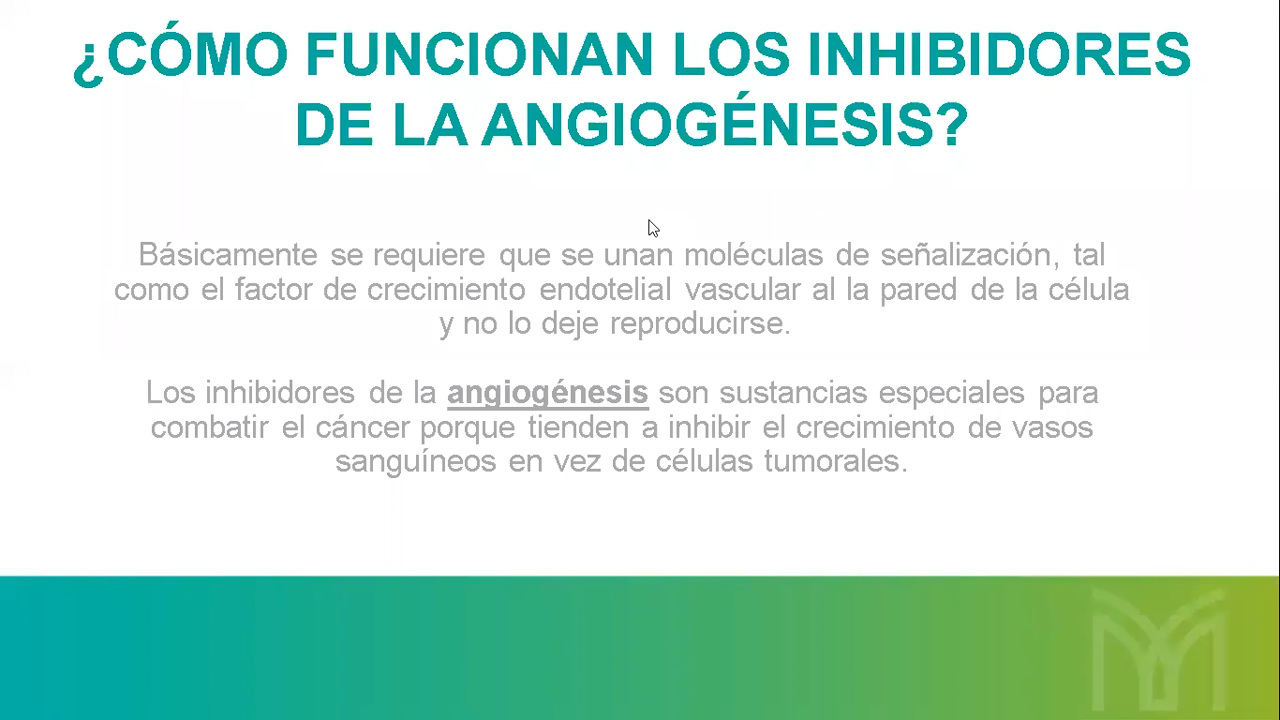 ¿CÓMO FUNCIONAN LOS INHIBIDORES
DE LA ANGIOGÉNESIS?
Básicamente se requiere que se unan moléculas de señalización, tal
como el factor de crecimiento endotelial vascular al la pared de la célula
y no lo deje reproducirse.
Los inhibidores de la angiogénesis son sustancias especiales para
combatir el cáncer porque tienden a inhibir el crecimiento de vasos
sanguíneos en vez de células tumorales.